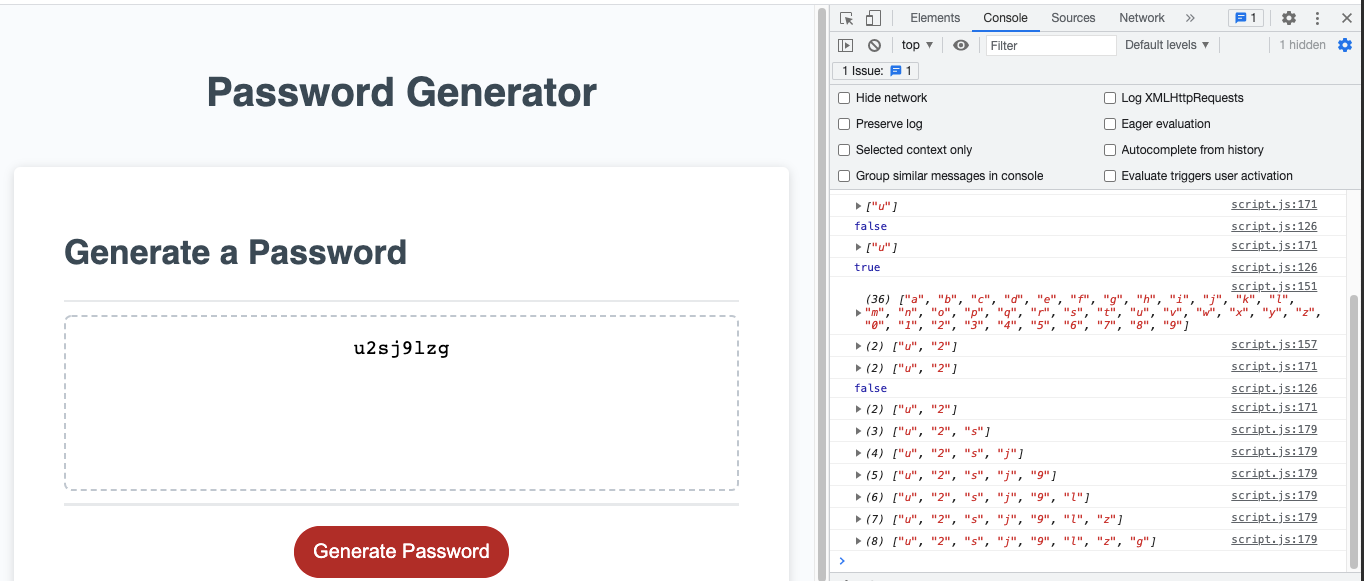 Password Generator
Generate a Password
u2sj9lzg
Generate Password
Elements Console Sources Network » 1
top ▼ Filter Default levels ▼ 1 hidden
1 Issue: 1
Hide network Log XMLHttpRequests
Preserve log Eager evaluation
Selected context only Autocomplete from history
Group similar messages in console Evaluate triggers user activation
["u"] script.js:171
false script.js:126
["u"] script.js:171
true script.js:126
script.js:151
(36) ["a", "b", "c", "d", "e", "f", "g", "h", "i", "j", "k", "l",
"m", "n", "o", "p", "q", "r", "s", "t", "u", "v", "w", "x", "y", "z",
"0", "1", "2", "3", "4", "5", "6", "7", "8", "9"]
(2) ["u", "2"] script.js:157
(2) ["u", "2"] script.js:171
false script.js:126
(2) ["u", "2"] script.js:171
(3) ["u", "2", "s"] script.js:179
(4) ["u", "2", "s", "j"] script.js:179
(5) ["u", "2", "s", "j", "9"] script.js:179
(6) ["u", "2", "s", "j", "9", "l"] script.js:179
(7) ["u", "2", "s", "j", "9", "l", "z"] script.js:179
(8) ["u", "2", "s", "j", "9", "l", "z", "g"] script.js:179